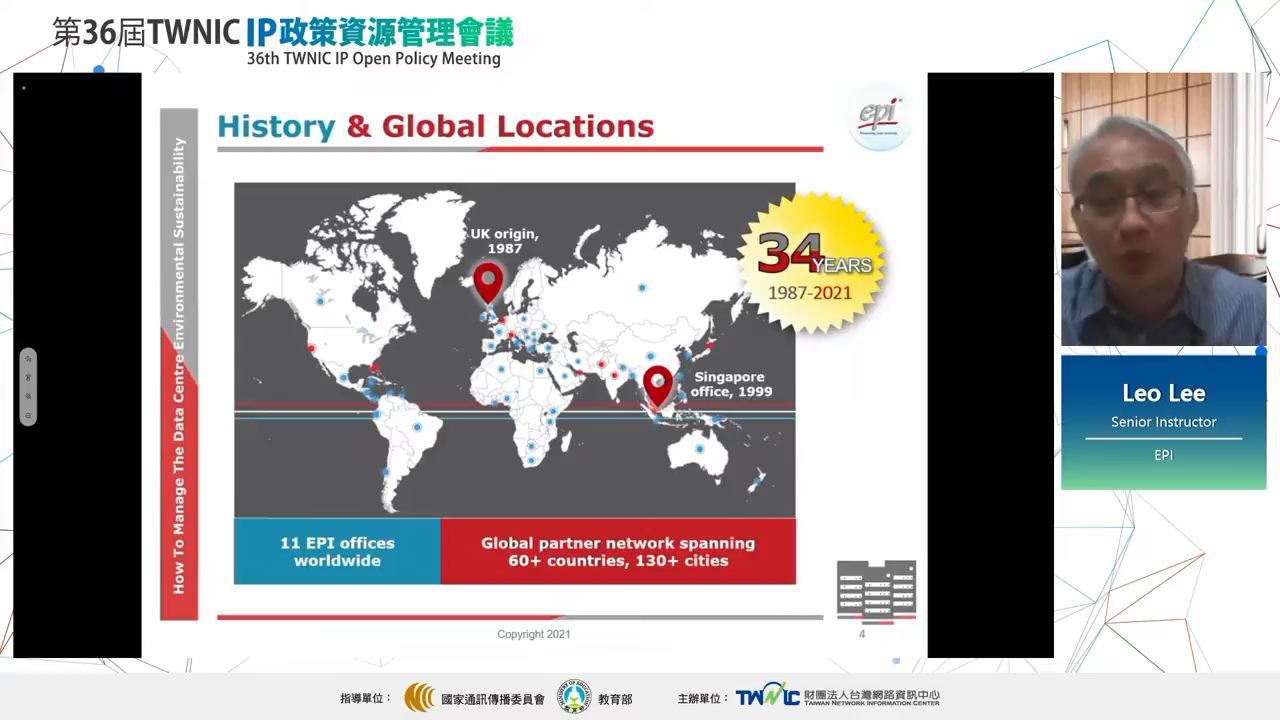 第36屆TWNIC IP政策資源管理會議
36th TWNIC IP Open Policy Meeting
How To Manage The Data Centre Environmental Sustainability
History & Global Locations
epi
UK origin,
1987
34 YEARS
1987-2021
Singapore
office, 1999
11 EPI offices
worldwide
Global partner network spanning
60+ countries, 130+ cities
Copyright 2021
4
Leo Lee
Senior Instructor
EPI
指導單位：
國家通訊傳播委員會
教育部
主辦單位：
TWNIC
財團法人台灣網路資訊中心
TAIWAN NETWORK INFORMATION CENTER